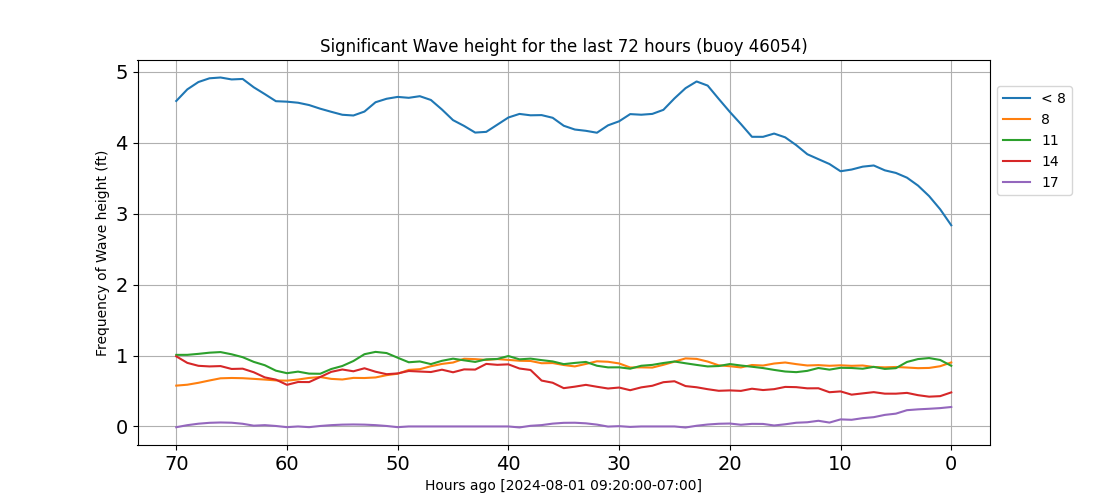 Significant Wave height for the last 72 hours (buoy 46054)
Frequency of Wave height (ft)
5
4
3
2
1
0
70 60 50 40 30 20 10 0
Hours ago [2024-08-01 09:20:00-07:00]
< 8
8
11
14
17